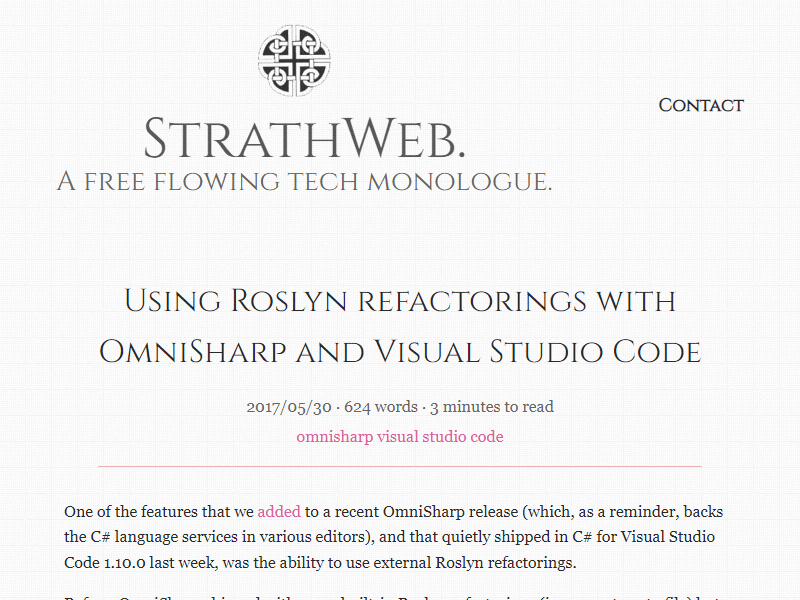 StrathWeb.
A free flowing tech monologue.
Contact
Using Roslyn refactorings with
OmniSharp and Visual Studio Code
2017/05/30 · 624 words · 3 minutes to read
omnisharp visual studio code
One of the features that we added to a recent OmniSharp release (which, as a reminder, backs
the C# language services in various editors), and that quietly shipped in C# for Visual Studio
Code 1.10.0 last week, was the ability to use external Roslyn refactorings.